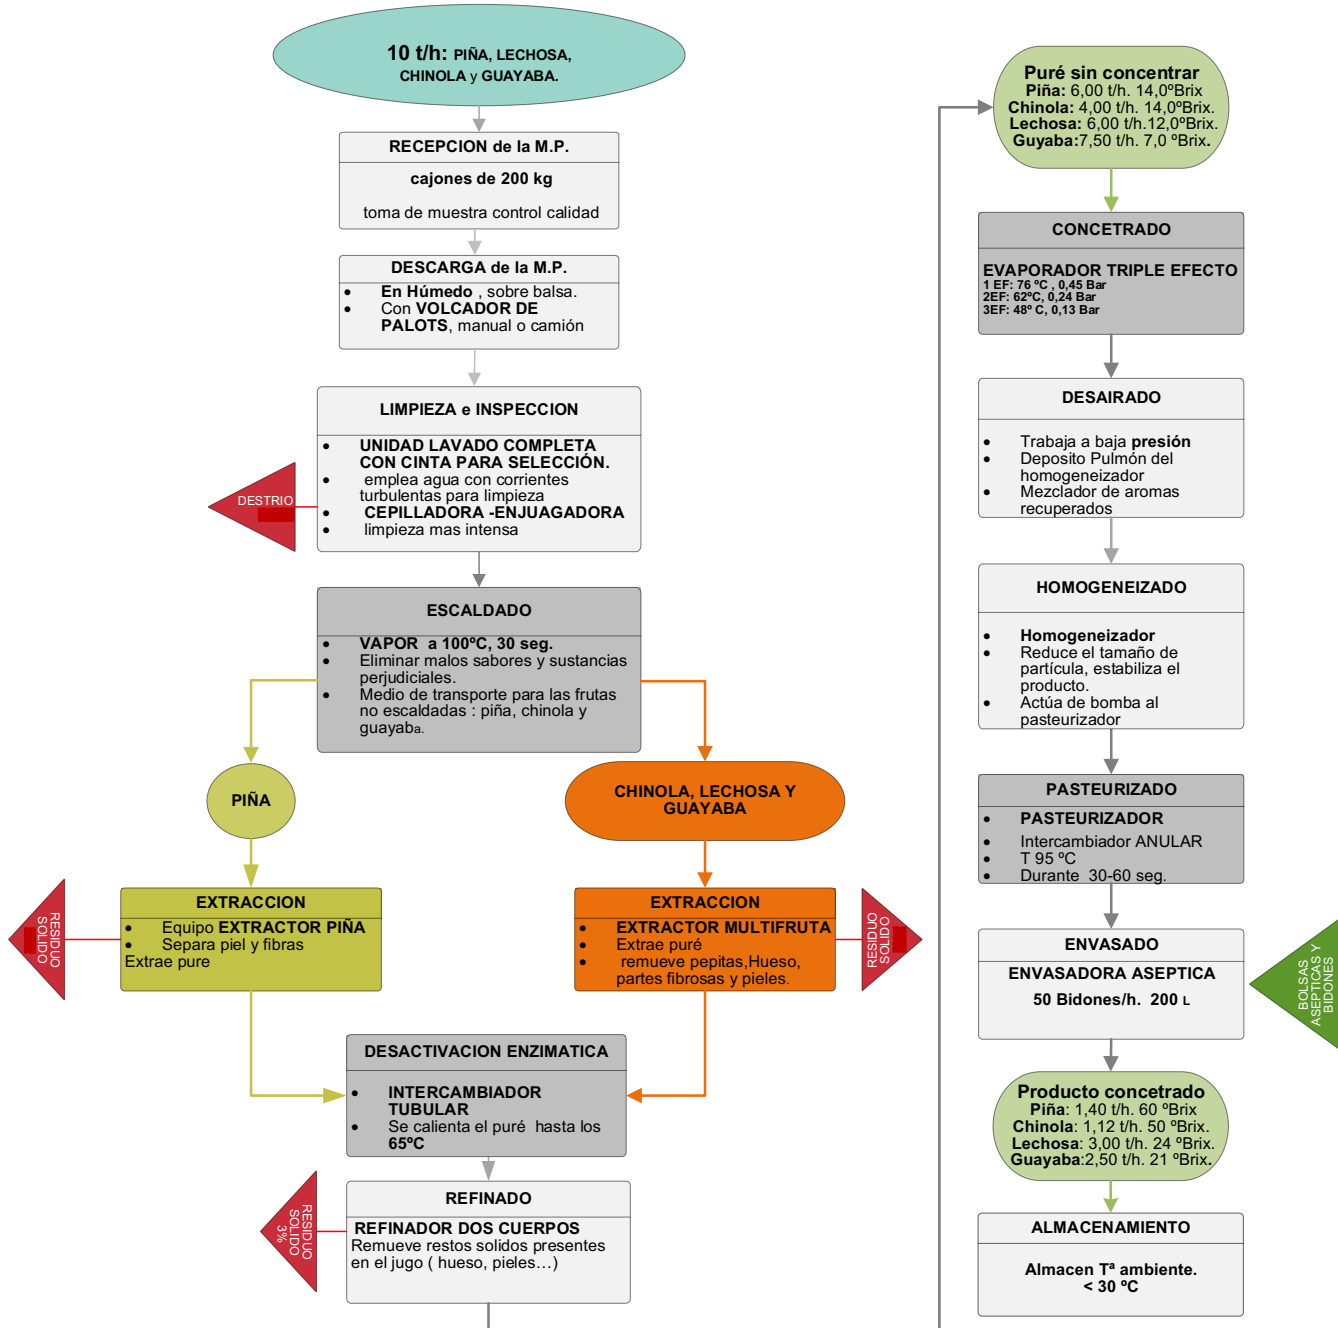 10 t/h: PIÑA, LECHOSA,
CHINOLA y GUAYABA.
RECEPCION de la M.P.
cajones de 200 kg
toma de muestra control calidad
DESCARGA de la M.P.
• En Húmedo , sobre balsa.
• Con VOLCADOR DE
PALOTS, manual o camión
LIMPIEZA e INSPECCION
• UNIDAD LAVADO COMPLETA
CON CINTA PARA SELECCIÓN.
• emplea agua con corrientes
turbulentas para limpieza
• CEPILLADORA -ENJUAGADORA
• limpieza mas intensa
DESTRIO
ESCALDADO
• VAPOR a 100ºC, 30 seg.
• Eliminar malos sabores y sustancias
perjudiciales.
• Medio de transporte para las frutas
no escaldadas : piña, chinola y
guayaba.
PIÑA
CHINOLA, LECHOSA Y
GUAYABA
EXTRACCION
• Equipo EXTRACTOR PIÑA
• Separa piel y fibras
Extrae pure
RESIDUO
SOLIDO
EXTRACCION
• EXTRACTOR MULTIFRUTA
• Extrae puré
• remueve pepitas,Hueso,
partes fibrosas y pieles.
RESIDUO
SOLIDO
DESACTIVACION ENZIMATICA
• INTERCAMBIADOR
TUBULAR
• Se calienta el puré hasta los
65ºC
REFINADO
REFINADOR DOS CUERPOS
Remueve restos solidos presentes
en el jugo ( hueso, pieles…)
RESIDUO
SOLIDO
3%
Puré sin concentrar
Piña: 6,00 t/h. 14,0ºBrix
Chinola: 4,00 t/h. 14,0ºBrix.
Lechosa: 6,00 t/h.12,0ºBrix.
Guyaba:7,50 t/h. 7,0 ºBrix.
CONCETRADO
EVAPORADOR TRIPLE EFECTO
1 EF: 76 ºC , 0,45 Bar
2EF: 62ºC, 0,24 Bar
3EF: 48º C, 0,13 Bar
DESAIRADO
• Trabaja a baja presión
• Deposito Pulmón del
homogeneizador
• Mezclador de aromas
recuperados
HOMOGENEIZADO
• Homogeneizador
• Reduce el tamaño de
partícula, estabiliza el
producto.
• Actúa de bomba al
pasteurizador
PASTEURIZADO
• PASTEURIZADOR
• Intercambiador ANULAR
• T 95 ºC
• Durante 30-60 seg.
ENVASADO
ENVASADORA ASEPTICA
50 Bidones/h. 200 L
BOLSAS
ASEPTICAS Y
BIDONES
Producto concetrado
Piña: 1,40 t/h. 60 ºBrix
Chinola: 1,12 t/h. 50 ºBrix.
Lechosa: 3,00 t/h. 24 ºBrix.
Guayaba:2,50 t/h. 21 ºBrix.
ALMACENAMIENTO
Almacen Tª ambiente.
< 30 ºC